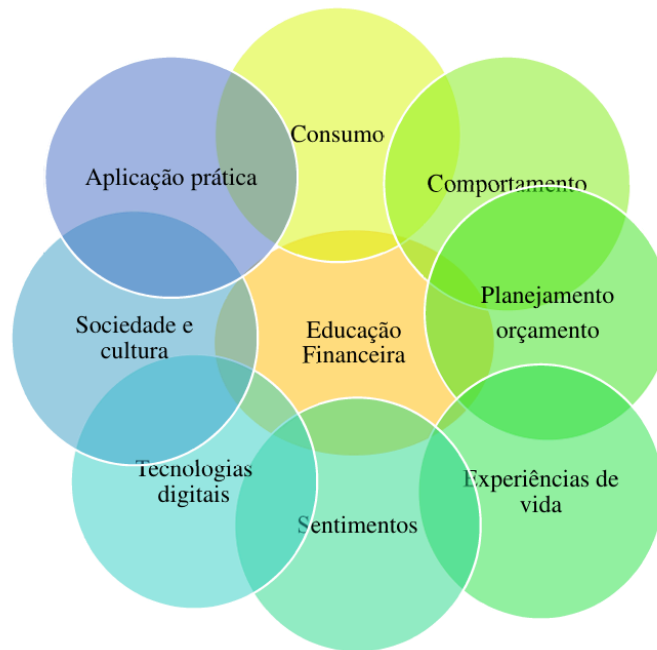 Consumo
Aplicação prática
Comportamento
Planejamento
orçamento
Educação
Financeira
Sociedade e
cultura
Tecnologias
digitais
Experiências de
vida
Sentimentos